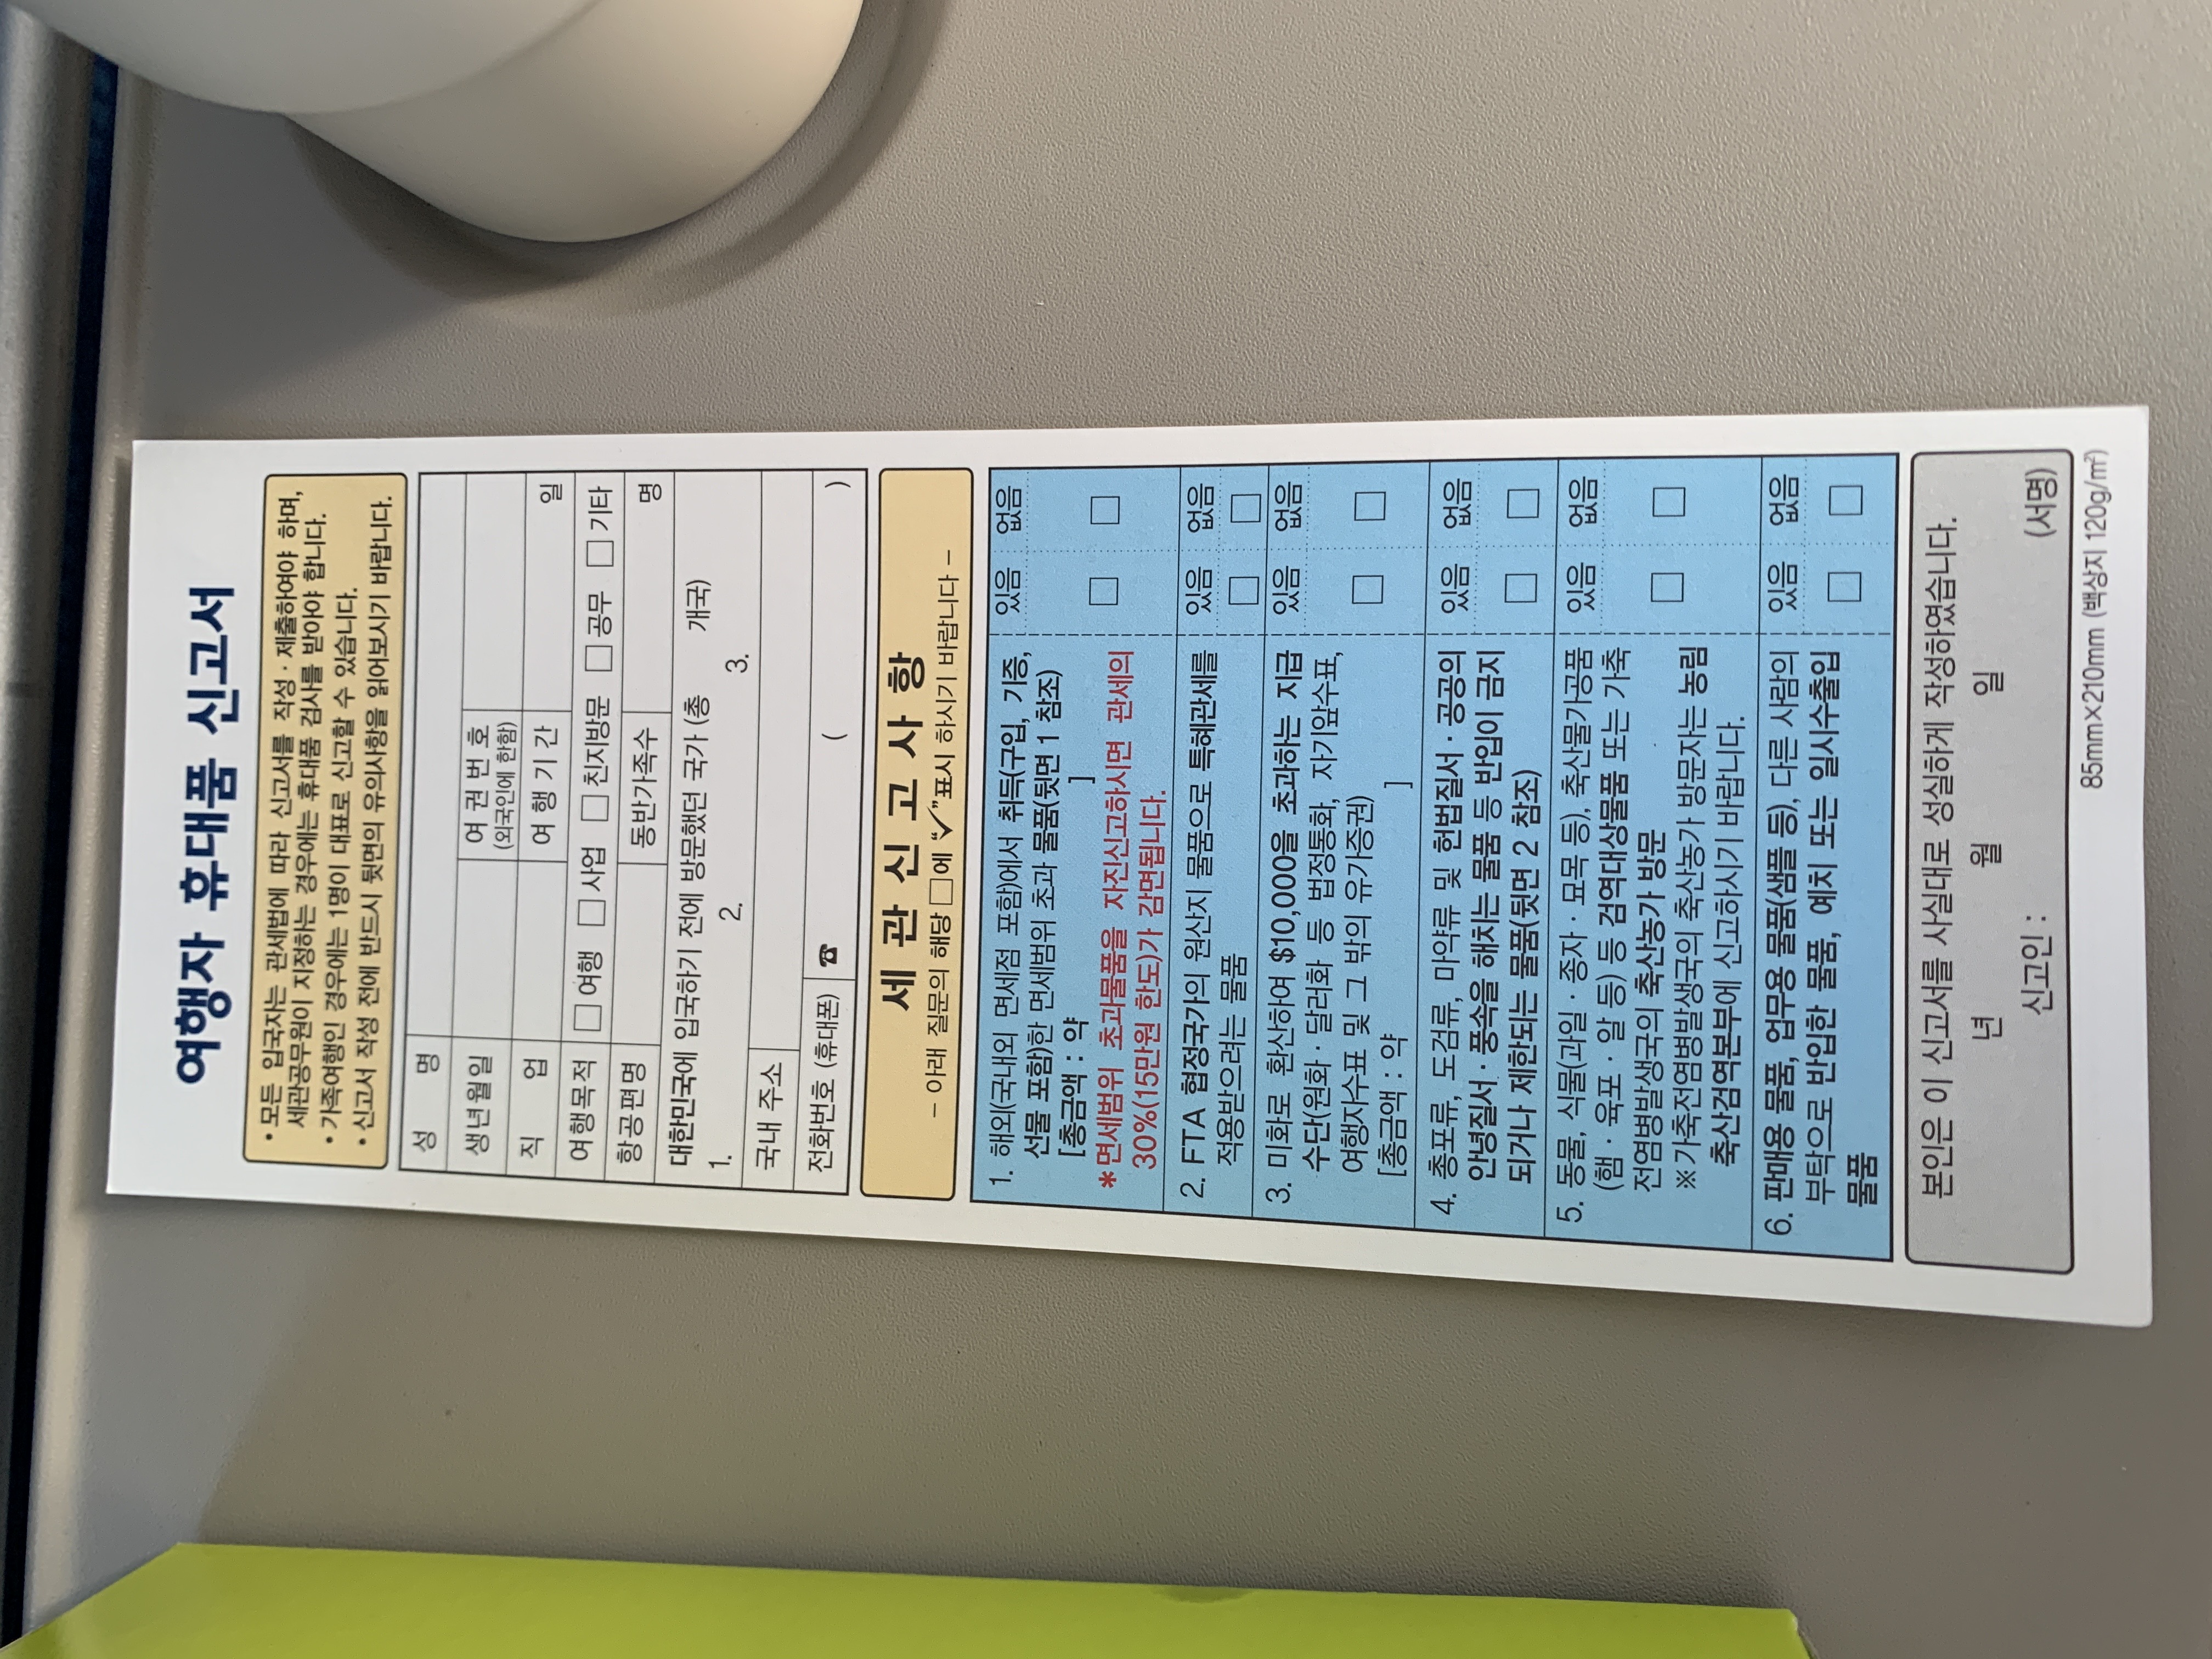 여행자 휴대품 신고서
• 모든 입국자는 관세법에 따라 신고서를 작성 · 제출하여야 하며,
세관공무원이 지정하는 경우에는 휴대품 검사를 받아야 합니다.
• 가족여행인 경우에는 1명이 대표로 신고할 수 있습니다.
• 신고서 작성 전에 반드시 뒷면의 유의사항을 읽어보시기 바랍니다.
성 명
생년월일 여 권 번 호 (외국인에 한함)
직 업 여 행 기 간 일
여행목적 □ 여행 □ 사업 □ 친지방문 □ 공무 □ 기타
항공편명 동반가족수 명
대한민국에 입국하기 전에 방문했던 국가 (총 개국)
1. 2. 3.
국내 주소
전화번호 (휴대폰) ☎ ( )
세 관 신 고 사 항
– 아래 질문의 해당 □에 "✓"표시 하시기 바랍니다 –
1. 해외(국내외 면세점 포함)에서 취득(구입, 기증, 있음 없음
선물 포함)한 면세범위 초과 물품(뒷면 1 참조)
[총금액 : 약 ] □ □
*면세범위 초과물품을 자진신고하시면 관세의
30%(15만원 한도)가 감면됩니다.
2. FTA 협정국가의 원산지 물품으로 특혜관세를 있음 없음
적용받으려는 물품 □ □
3. 미화로 환산하여 $10,000을 초과하는 지급 있음 없음
수단(원화 · 달러화 등 법정통화, 자기앞수표,
여행자수표 및 그 밖의 유가증권) □ □
[총금액 : 약 ]
4. 총포류, 도검류, 마약류 및 헌법질서 · 공공의 있음 없음
안녕질서 · 풍속을 해치는 물품 등 반입이 금지
되거나 제한되는 물품(뒷면 2 참조) □ □
5. 동물, 식물(과일 · 종자 · 묘목 등), 축산물가공품 있음 없음
(햄 · 육포 · 알 등) 등 검역대상물품 또는 가축
전염병발생국의 축산농가 방문 □ □
※ 가축전염병발생국의 축산농가 방문자는 농림
축산검역본부에 신고하시기 바랍니다.
6. 판매용 물품, 업무용 물품(샘플 등), 다른 사람의 있음 없음
부탁으로 반입한 물품, 예치 또는 일시수출입 □ □
물품
본인은 이 신고서를 사실대로 성실하게 작성하였습니다.
년 월 일
신고인 : (서명)
85mm×210mm (백상지 120g/m²)